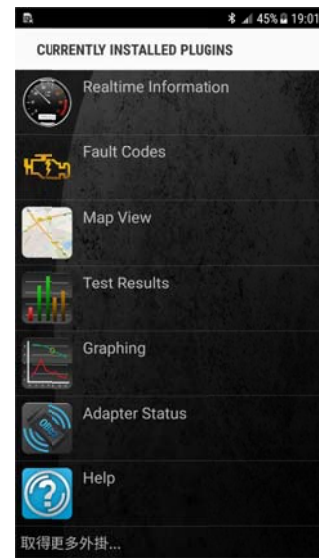 45% 19:01
CURRENTLY INSTALLED PLUGINS
Realtime Information
Fault Codes
Map View
Test Results
Graphing
Adapter Status
Help
取得更多外掛...